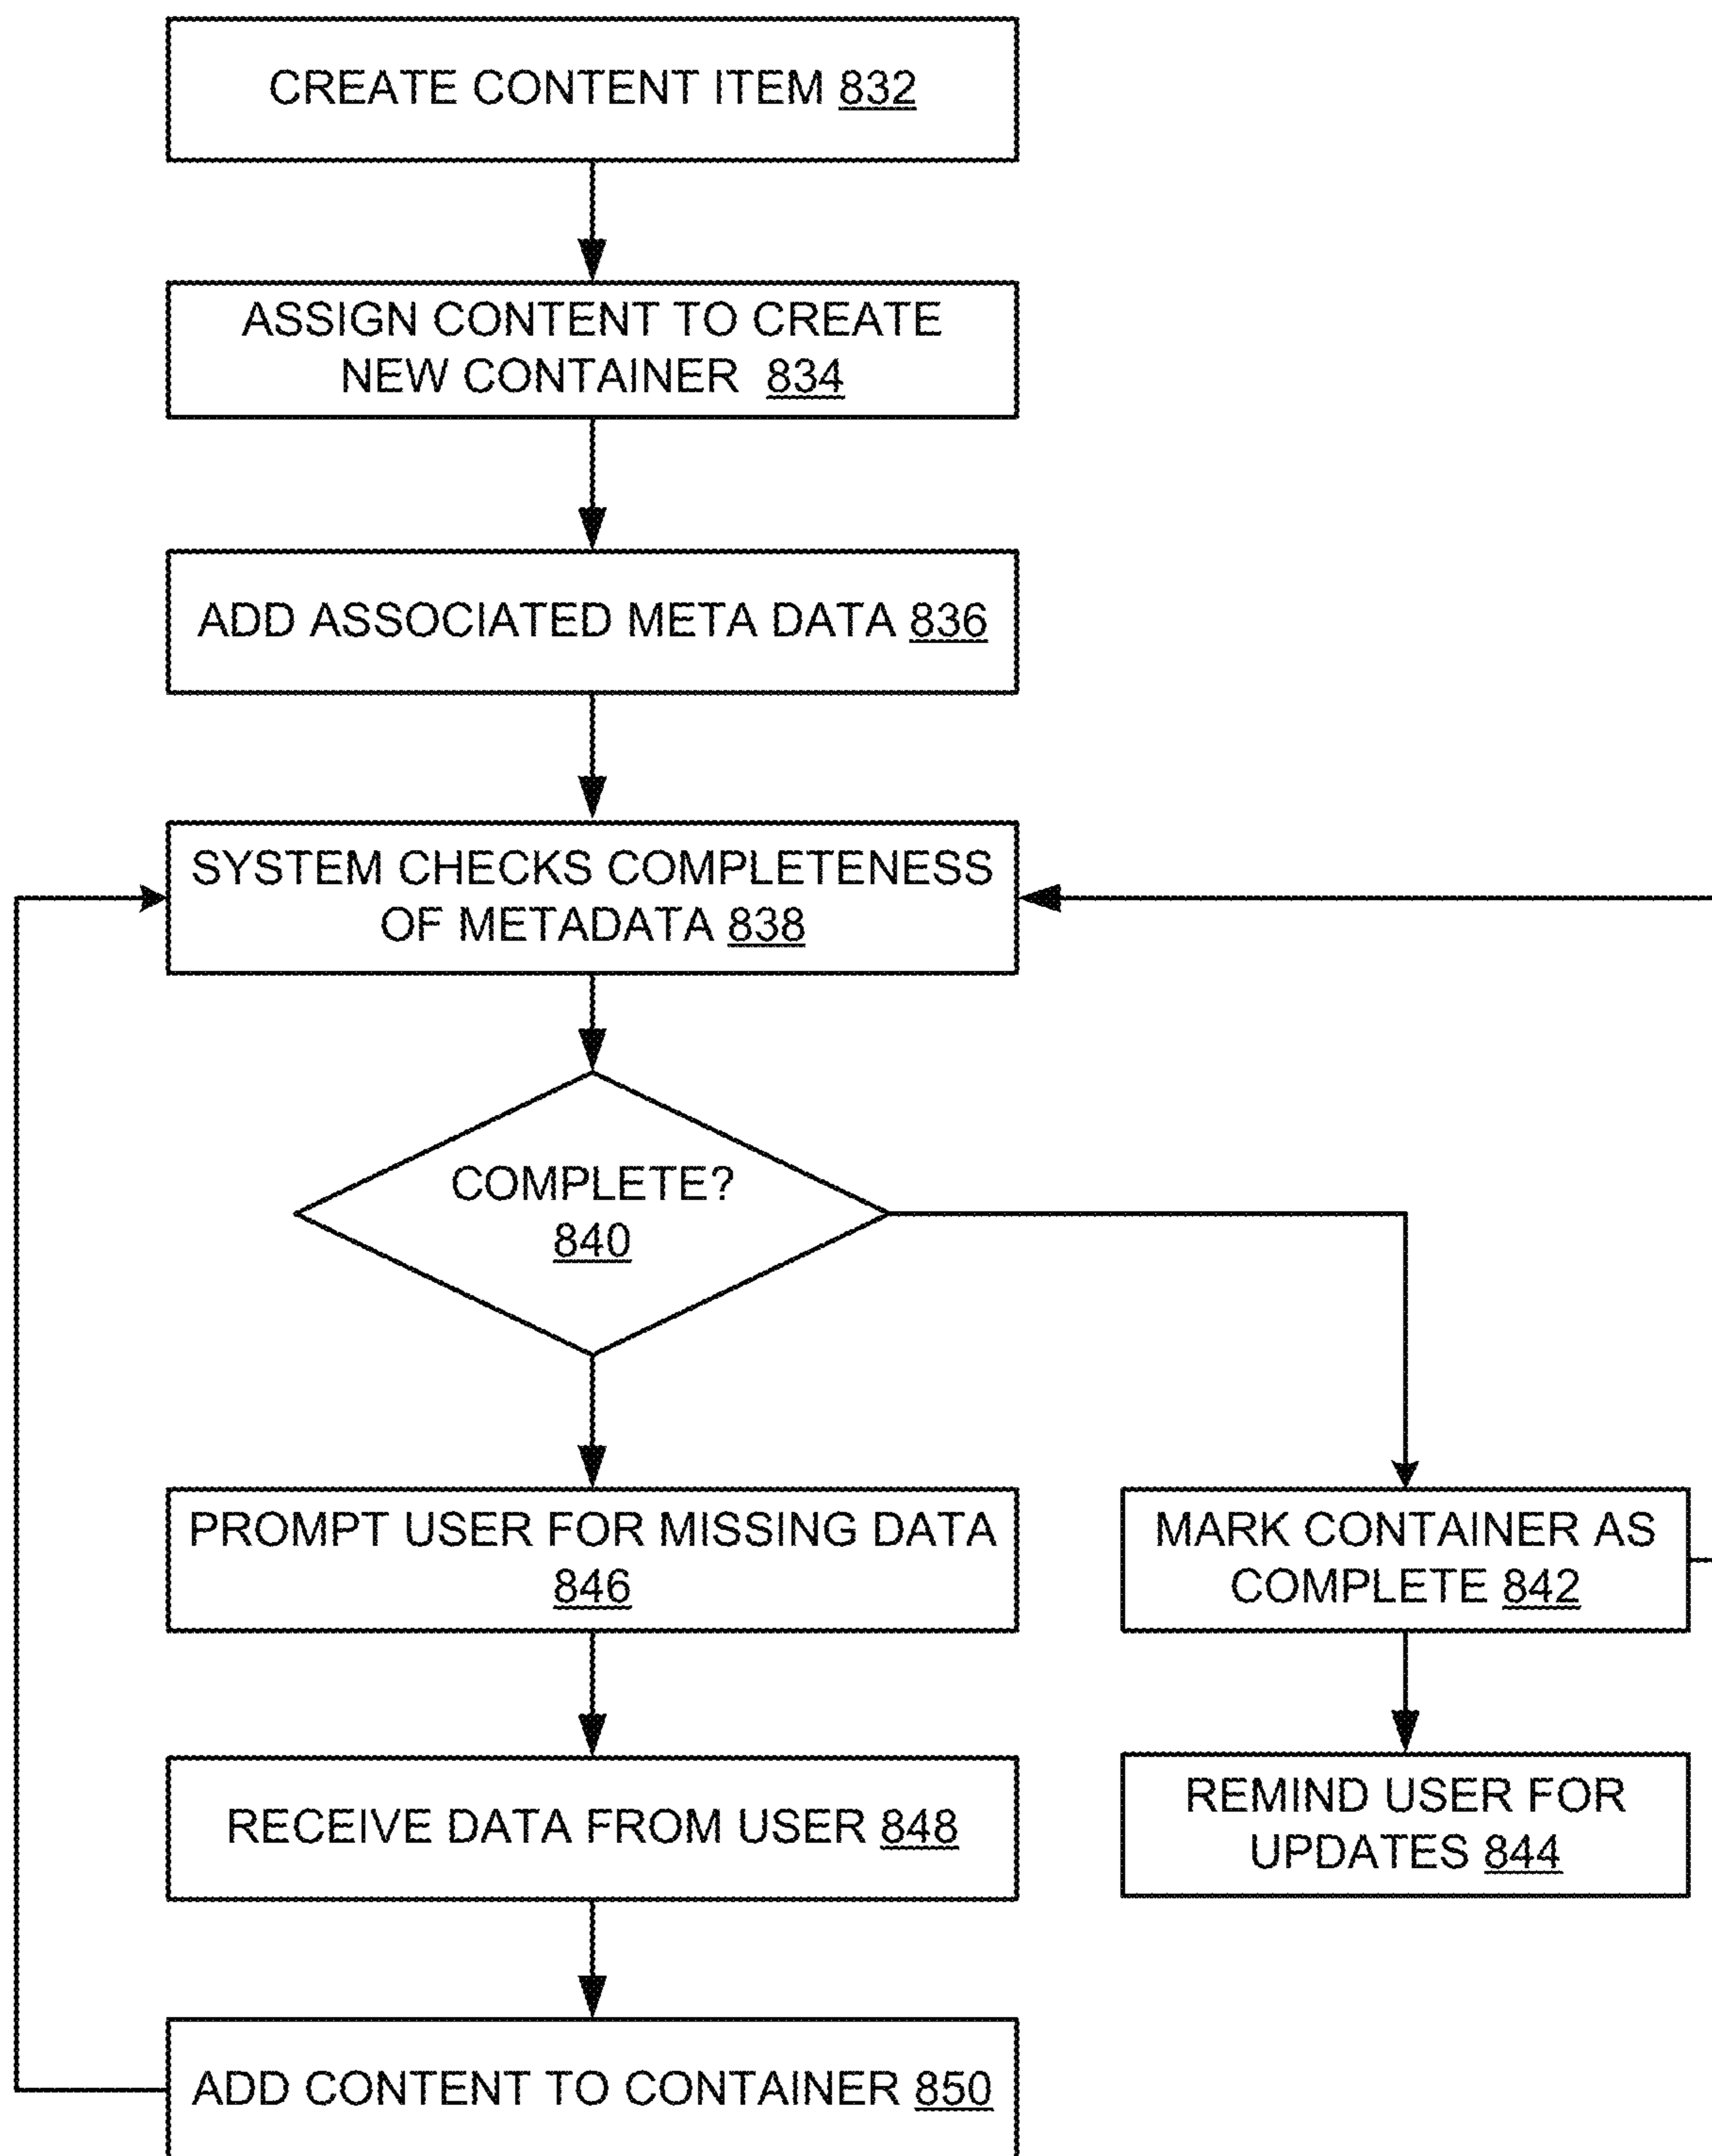 CREATE CONTENT ITEM 832
ASSIGN CONTENT TO CREATE
NEW CONTAINER 834
ADD ASSOCIATED META DATA 836
SYSTEM CHECKS COMPLETENESS
OF METADATA 838
COMPLETE?
840
PROMPT USER FOR MISSING DATA
846
MARK CONTAINER AS
COMPLETE 842
RECEIVE DATA FROM USER 848
REMIND USER FOR
UPDATES 844
ADD CONTENT TO CONTAINER 850